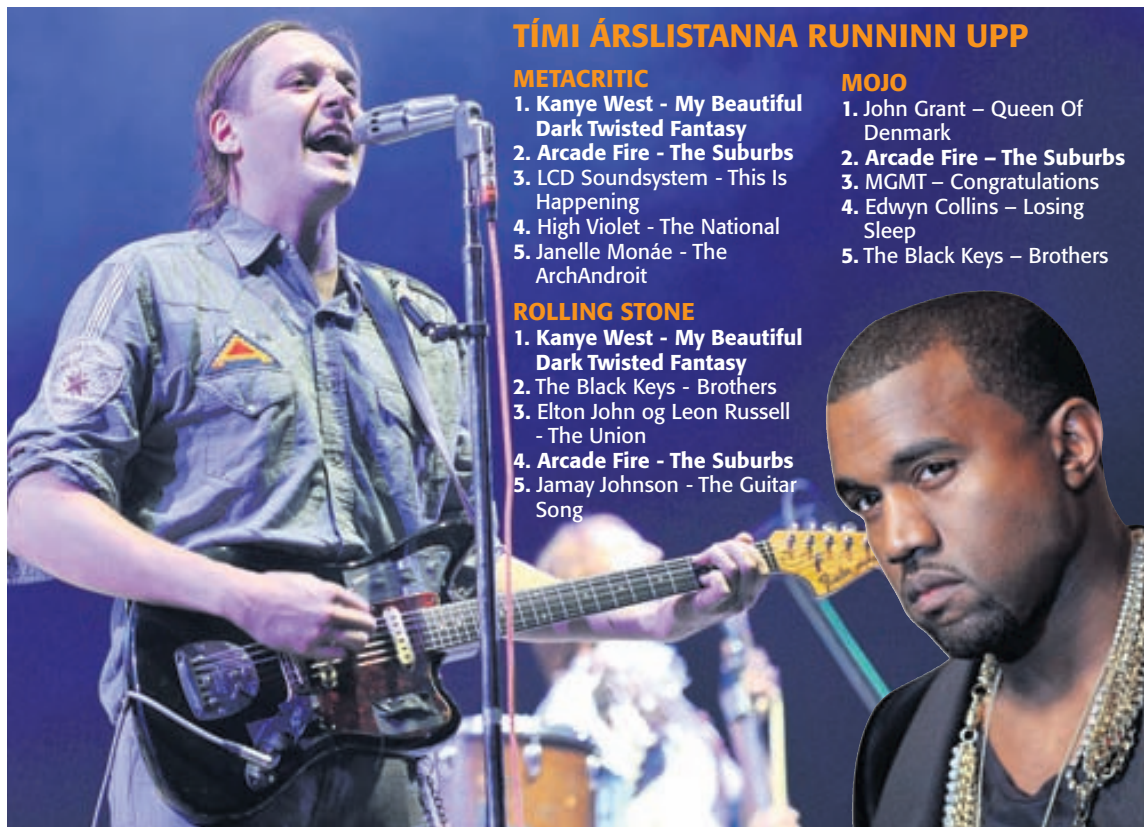 TÍMI ÁRSLISTANNA RUNNINN UPP
METACRITIC
1. Kanye West - My Beautiful
Dark Twisted Fantasy
2. Arcade Fire - The Suburbs
3. LCD Soundsystem - This Is
Happening
4. High Violet - The National
5. Janelle Monáe - The
ArchAndroit
ROLLING STONE
1. Kanye West - My Beautiful
Dark Twisted Fantasy
2. The Black Keys - Brothers
3. Elton John og Leon Russell
- The Union
4. Arcade Fire - The Suburbs
5. Jamay Johnson - The Guitar
Song
MOJO
1. John Grant – Queen Of
Denmark
2. Arcade Fire – The Suburbs
3. MGMT – Congratulations
4. Edwyn Collins – Losing
Sleep
5. The Black Keys – Brothers